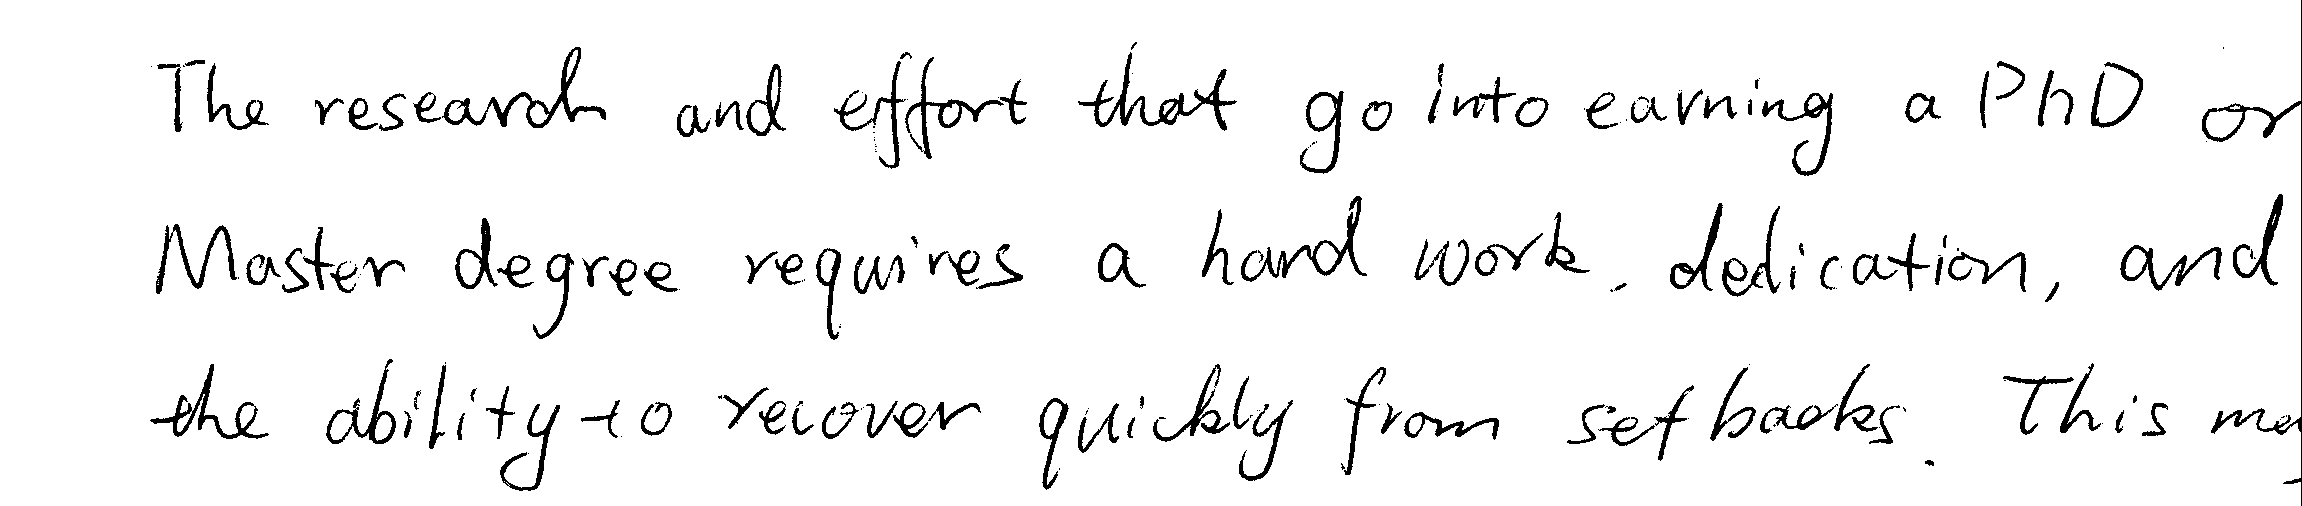 The research and effort that go into earning a PhD or
Master degree requires a hard work, dedication, and
the ability to recover quickly from setbacks. This